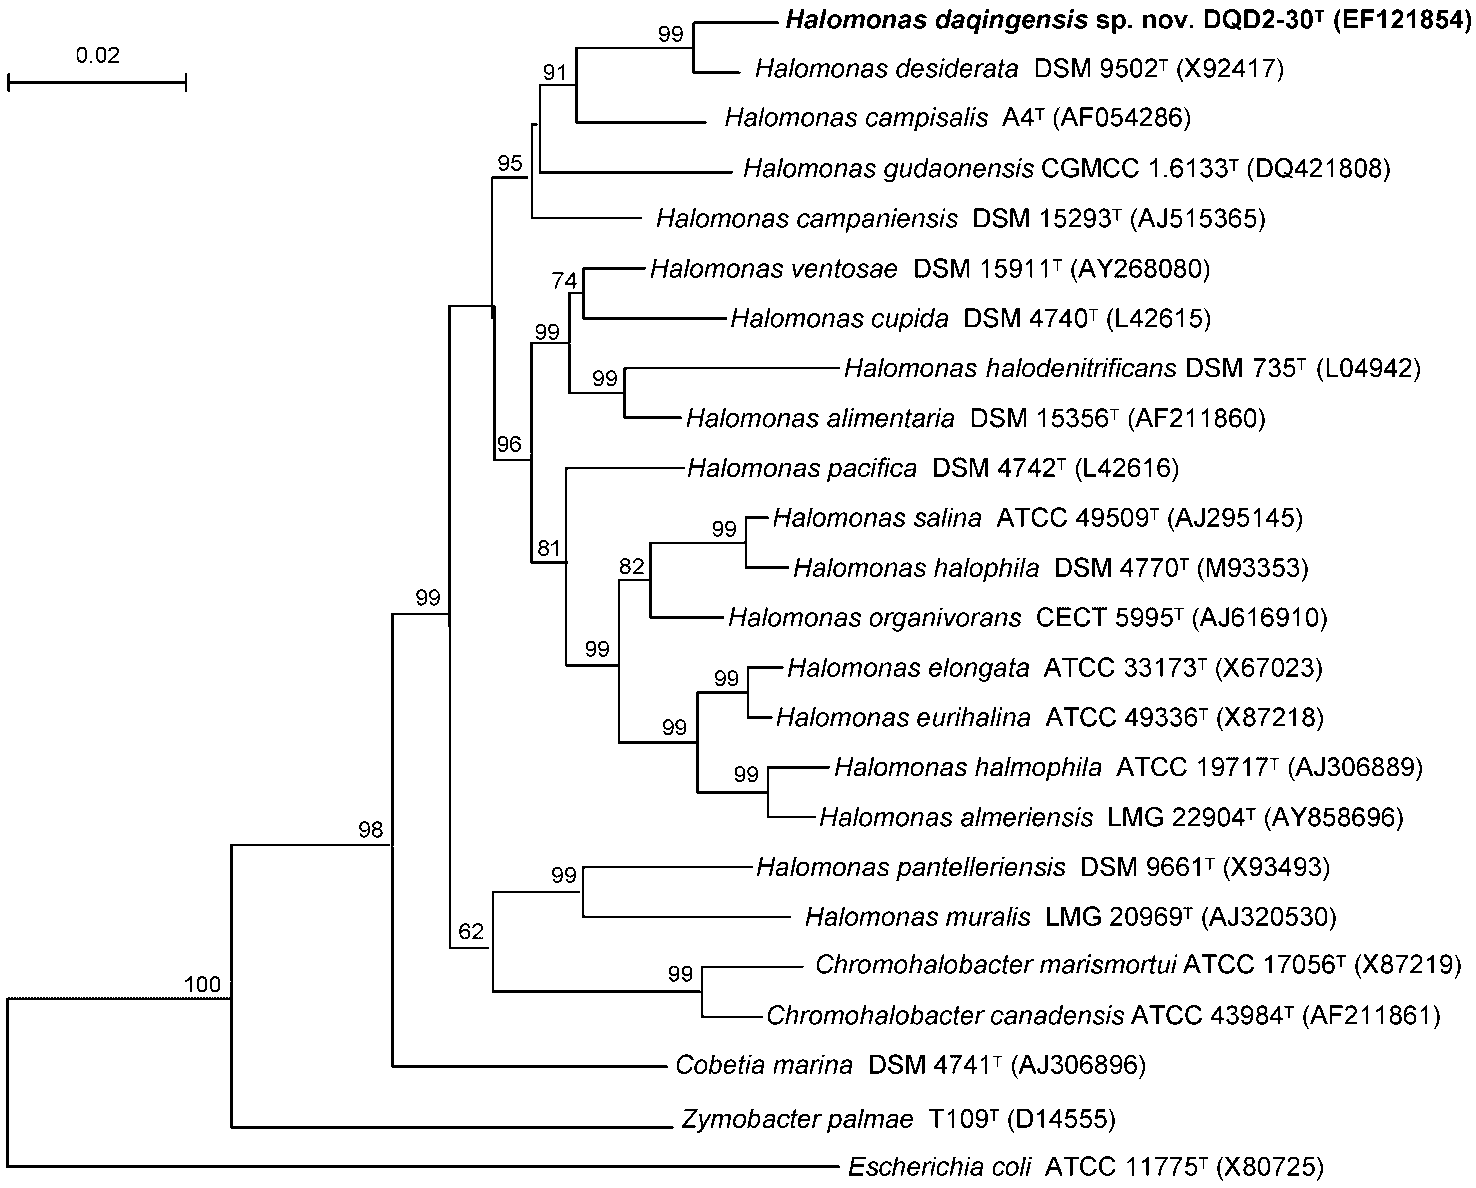 Halomonas daqingensis sp. nov. DQD2-30ᵀ (EF121854)
99
0.02
Halomonas desiderata DSM 9502ᵀ (X92417)
91
Halomonas campisalis A4ᵀ (AF054286)
95
Halomonas gudaonensis CGMCC 1.6133ᵀ (DQ421808)
Halomonas campaniensis DSM 15293ᵀ (AJ515365)
Halomonas ventosae DSM 15911ᵀ (AY268080)
74
Halomonas cupida DSM 4740ᵀ (L42615)
99
Halomonas halodenitrificans DSM 735ᵀ (L04942)
99
Halomonas alimentaria DSM 15356ᵀ (AF211860)
96
Halomonas pacifica DSM 4742ᵀ (L42616)
Halomonas salina ATCC 49509ᵀ (AJ295145)
99
81
Halomonas halophila DSM 4770ᵀ (M93353)
82
99
Halomonas organivorans CECT 5995ᵀ (AJ616910)
99
Halomonas elongata ATCC 33173ᵀ (X67023)
99
Halomonas eurihalina ATCC 49336ᵀ (X87218)
99
Halomonas halmophila ATCC 19717ᵀ (AJ306889)
99
Halomonas almeriensis LMG 22904ᵀ (AY858696)
98
Halomonas pantelleriensis DSM 9661ᵀ (X93493)
99
Halomonas muralis LMG 20969ᵀ (AJ320530)
62
Chromohalobacter marismortui ATCC 17056ᵀ (X87219)
99
100
Chromohalobacter canadensis ATCC 43984ᵀ (AF211861)
Cobetia marina DSM 4741ᵀ (AJ306896)
Zymobacter palmae T109ᵀ (D14555)
Escherichia coli ATCC 11775ᵀ (X80725)